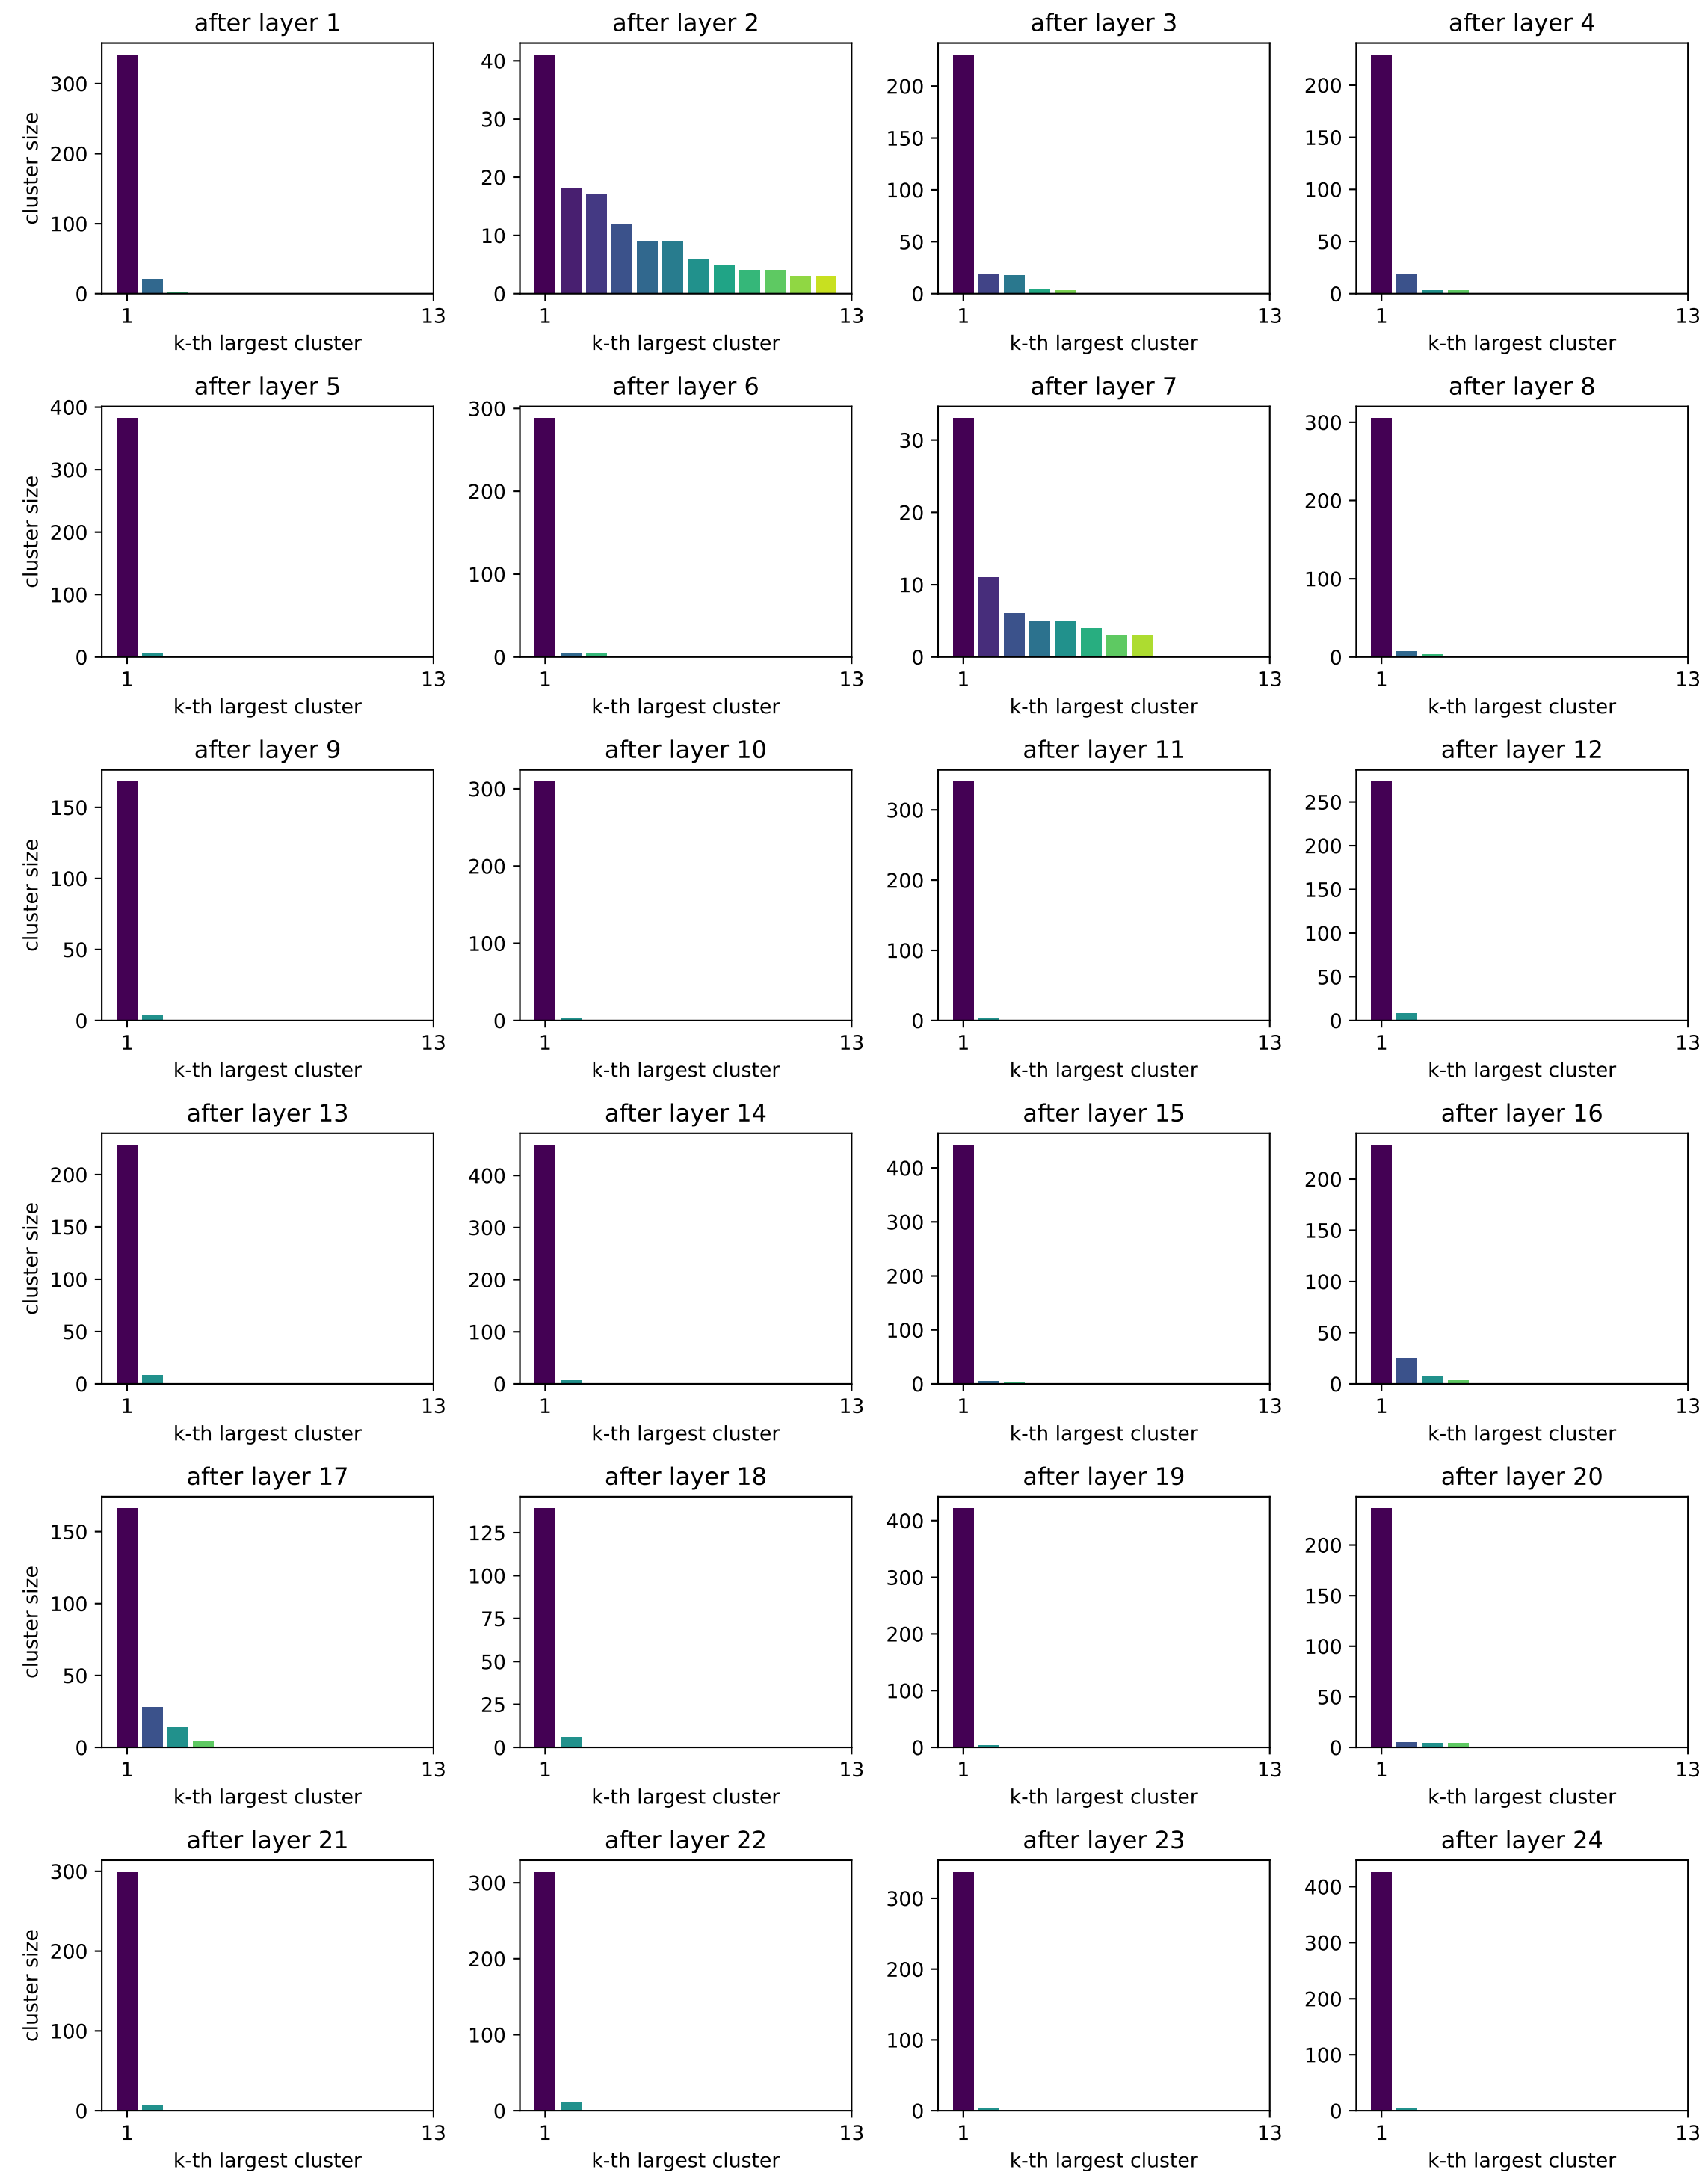 after layer 1
after layer 2
after layer 3
after layer 4
cluster size
300
200
100
0
40
30
20
10
0
200
150
100
50
0
200
150
100
50
0
1 13
1 13
1 13
1 13
k-th largest cluster
k-th largest cluster
k-th largest cluster
k-th largest cluster
after layer 5
after layer 6
after layer 7
after layer 8
cluster size
400
300
200
100
0
300
200
100
0
30
20
10
0
300
200
100
0
1 13
1 13
1 13
1 13
k-th largest cluster
k-th largest cluster
k-th largest cluster
k-th largest cluster
after layer 9
after layer 10
after layer 11
after layer 12
cluster size
150
100
50
0
300
200
100
0
300
200
100
0
250
200
150
100
50
0
1 13
1 13
1 13
1 13
k-th largest cluster
k-th largest cluster
k-th largest cluster
k-th largest cluster
after layer 13
after layer 14
after layer 15
after layer 16
cluster size
200
150
100
50
0
400
300
200
100
0
400
300
200
100
0
200
150
100
50
0
1 13
1 13
1 13
1 13
k-th largest cluster
k-th largest cluster
k-th largest cluster
k-th largest cluster
after layer 17
after layer 18
after layer 19
after layer 20
cluster size
150
100
50
0
125
100
75
50
25
0
400
300
200
100
0
200
150
100
50
0
1 13
1 13
1 13
1 13
k-th largest cluster
k-th largest cluster
k-th largest cluster
k-th largest cluster
after layer 21
after layer 22
after layer 23
after layer 24
cluster size
300
200
100
0
300
200
100
0
300
200
100
0
400
300
200
100
0
1 13
1 13
1 13
1 13
k-th largest cluster
k-th largest cluster
k-th largest cluster
k-th largest cluster